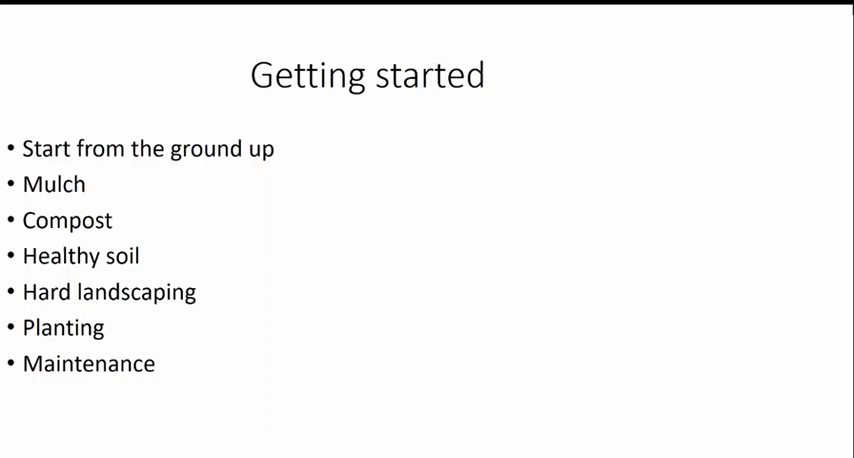 Getting started
• Start from the ground up
• Mulch
• Compost
• Healthy soil
• Hard landscaping
• Planting
• Maintenance